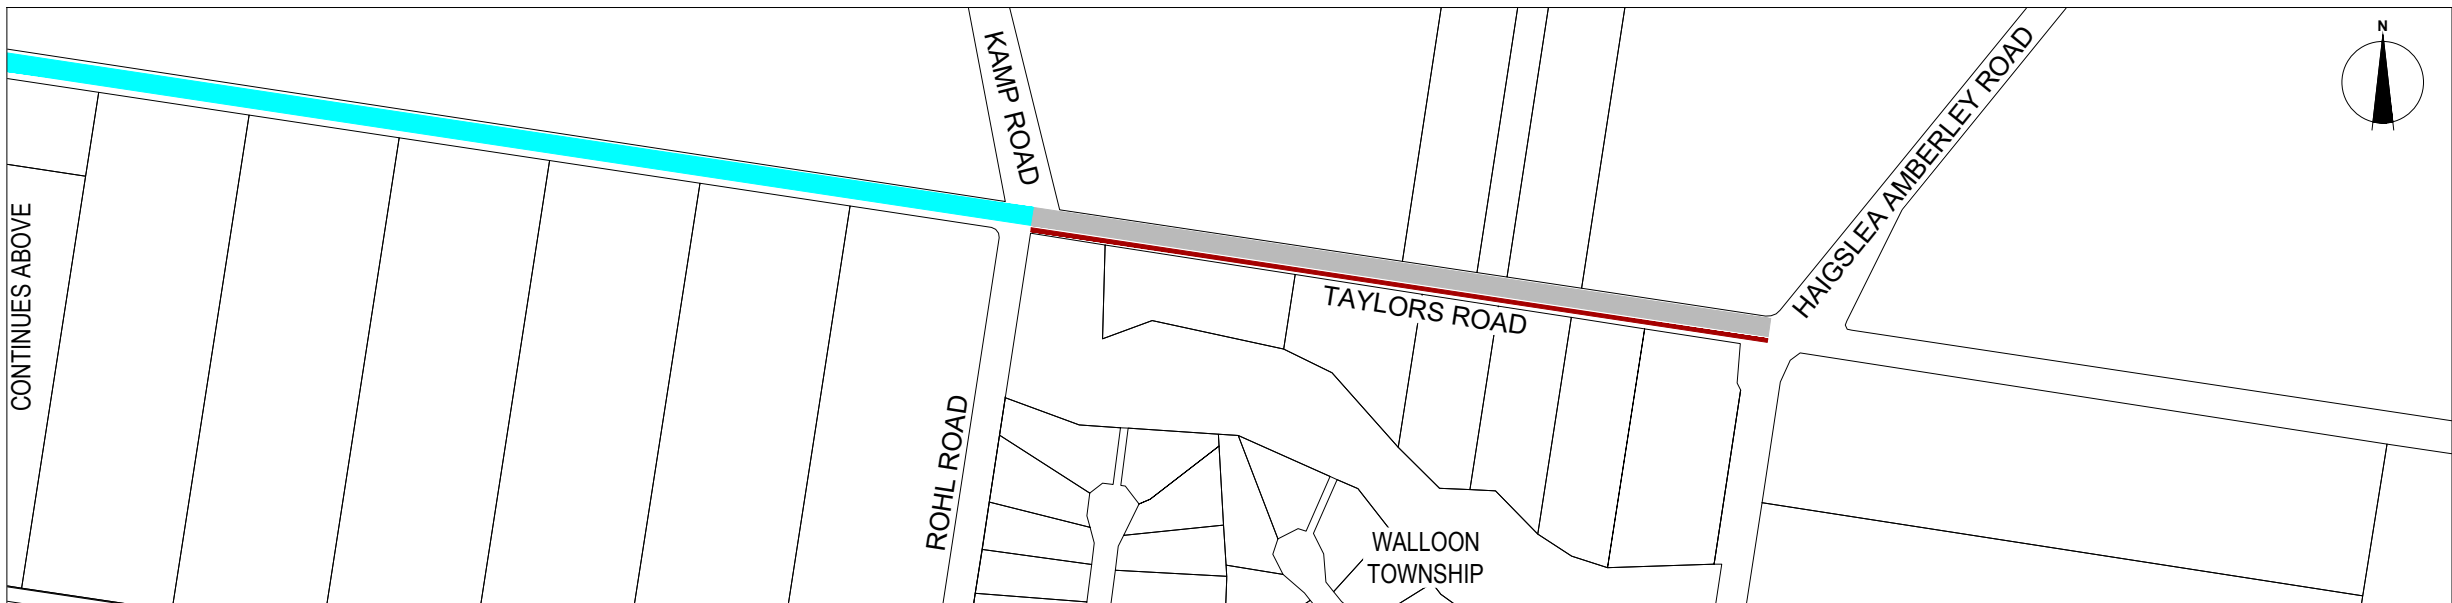 N
KAMP ROAD
HAIGSLEA AMBERLEY ROAD
CONTINUES ABOVE
TAYLORS ROAD
ROHL ROAD
WALLOON
TOWNSHIP